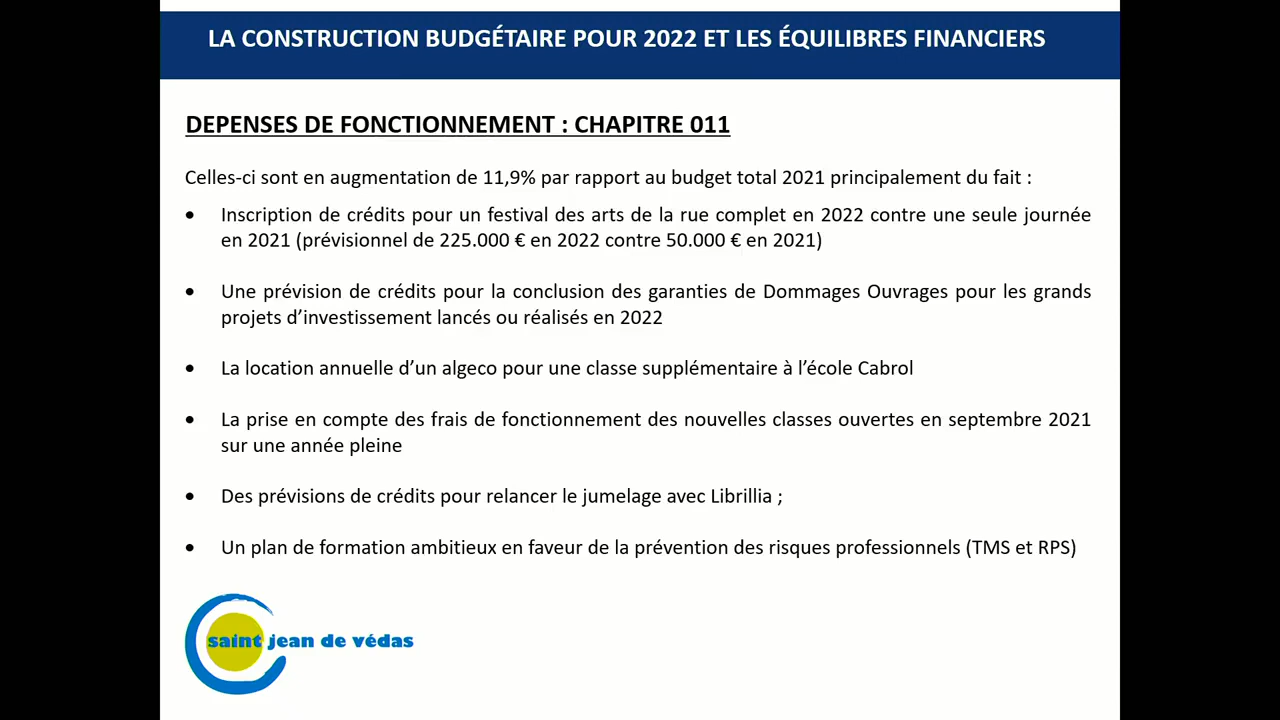 LA CONSTRUCTION BUDGÉTAIRE POUR 2022 ET LES ÉQUILIBRES FINANCIERS
DEPENSES DE FONCTIONNEMENT : CHAPITRE 011
Celles-ci sont en augmentation de 11,9% par rapport au budget total 2021 principalement du fait :
• Inscription de crédits pour un festival des arts de la rue complet en 2022 contre une seule journée
en 2021 (prévisionnel de 225.000 € en 2022 contre 50.000 € en 2021)
• Une prévision de crédits pour la conclusion des garanties de Dommages Ouvrages pour les grands
projets d’investissement lancés ou réalisés en 2022
• La location annuelle d’un algeco pour une classe supplémentaire à l’école Cabrol
• La prise en compte des frais de fonctionnement des nouvelles classes ouvertes en septembre 2021
sur une année pleine
• Des prévisions de crédits pour relancer le jumelage avec Librillia ;
• Un plan de formation ambitieux en faveur de la prévention des risques professionnels (TMS et RPS)
saint jean de védas